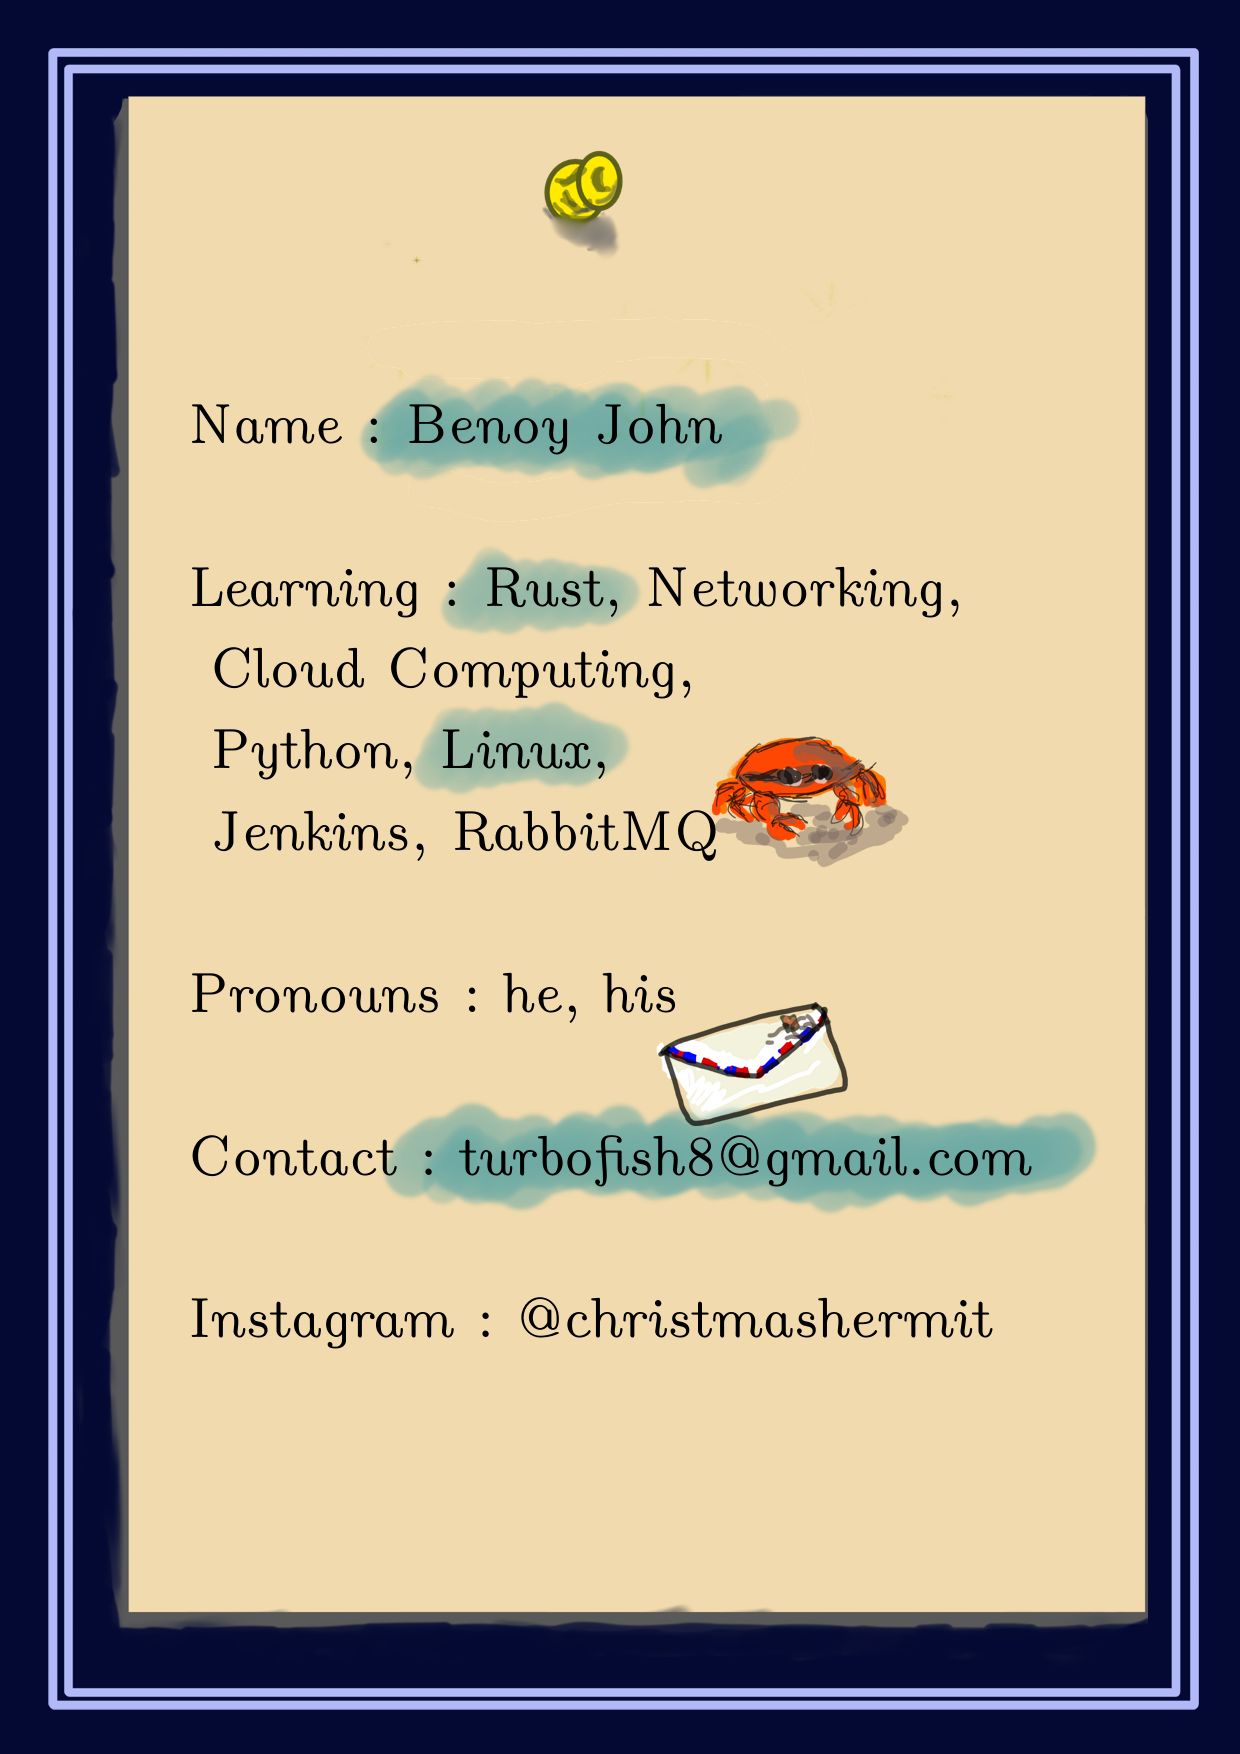 Name : Benoy John
Learning : Rust, Networking,
Cloud Computing,
Python, Linux,
Jenkins, RabbitMQ
Pronouns : he, his
Contact : turbofish8@gmail.com
Instagram : @christmashermit